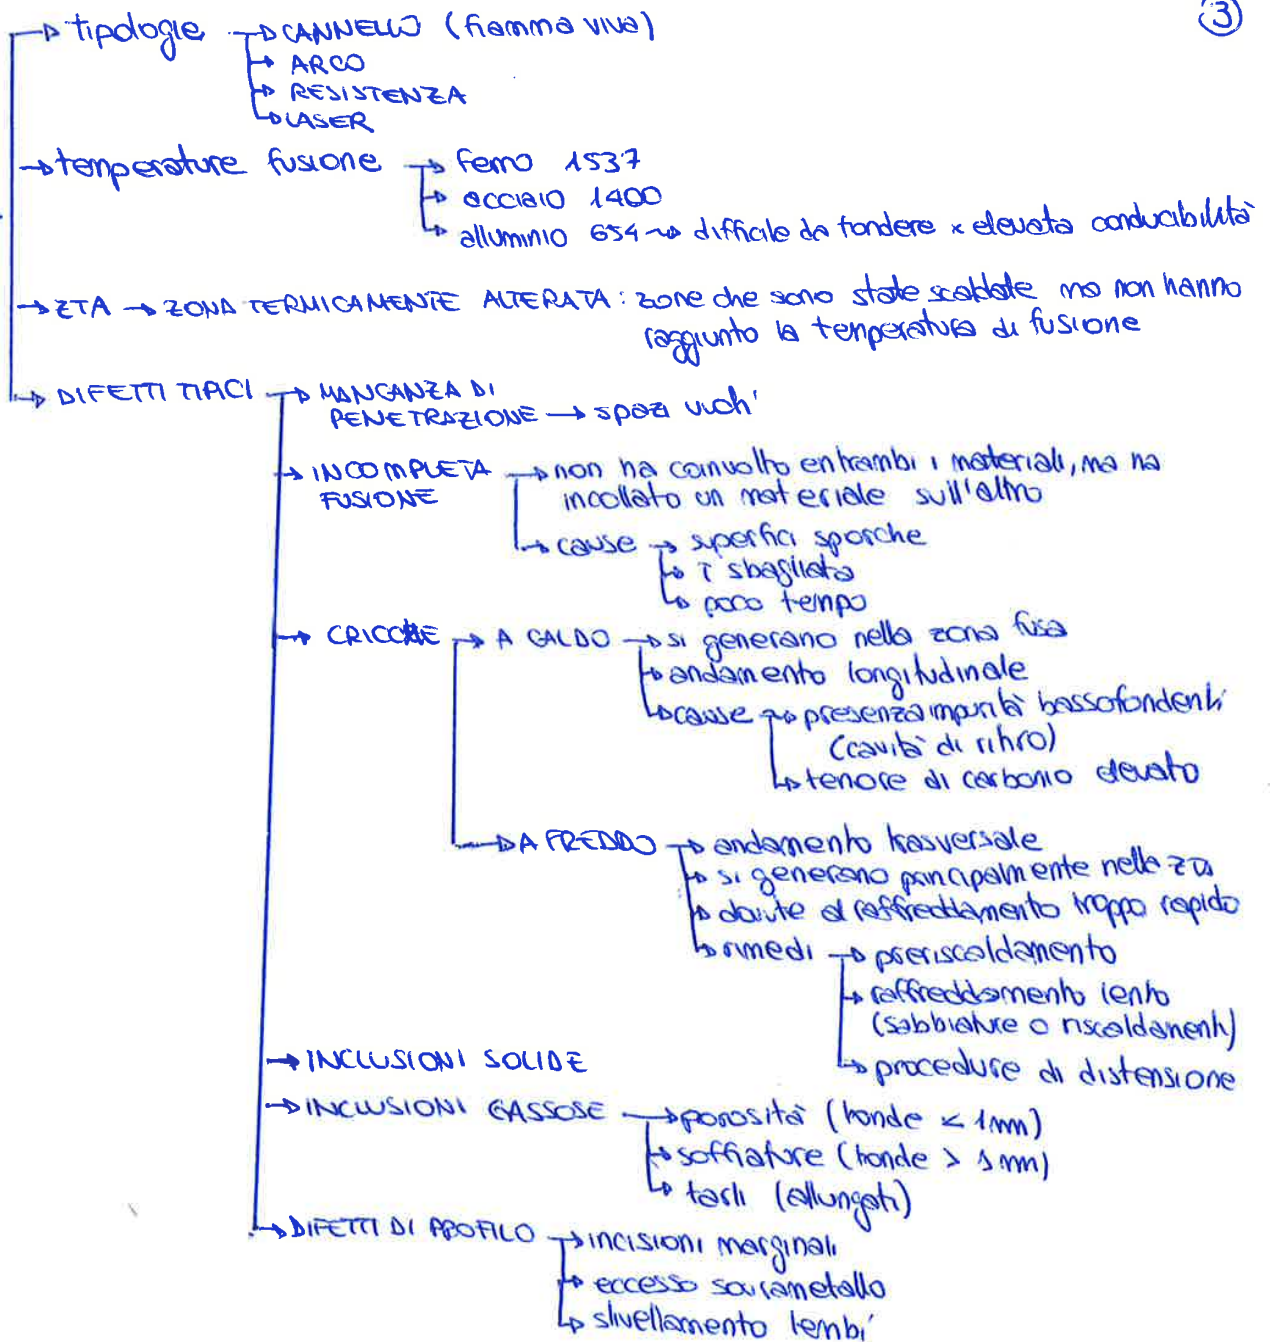 3
tipologie → CANNELLO (fiamma viva)
→ ARCO
→ RESISTENZA
→ LASER
→ temperature fusione → ferro 1537
→ acciaio 1400
→ alluminio 654 → difficile da fondere x elevata conducibilità
→ ZTA → ZONA TERMICAMENTE ALTERATA: zone che sono state scaldate ma non hanno
raggiunto la temperatura di fusione
→ DIFETTI TIPICI → MANCANZA DI
PENETRAZIONE → spazi vuoti
→ INCOMPLETA → non ha coinvolto entrambi i materiali, ma ha
FUSIONE incollato un materiale sull'altro
→ cause → superfici sporche
→ T sbagliata
→ poco tempo
→ CRICCHE → A CALDO → si generano nella zona fusa
→ andamento longitudinale
→ cause → presenza impurità bassofondenti
(cavità di ritiro)
→ tenore di carbonio elevato
→ A FREDDO → andamento trasversale
→ si generano principalmente nella ZTA
→ dovute al raffreddamento troppo rapido
→ rimedi → preriscaldamento
→ raffreddamento lento
(sabbiature o riscaldamenti)
→ procedure di distensione
→ INCLUSIONI SOLIDE
→ INCLUSIONI GASSOSE → porosità (tonde < 1mm)
→ soffiature (tonde > 1mm)
→ tarli (allungati)
→ DIFETTI DI PROFILO → incisioni marginali
→ eccesso sovrametallo
→ slivellamento lembi